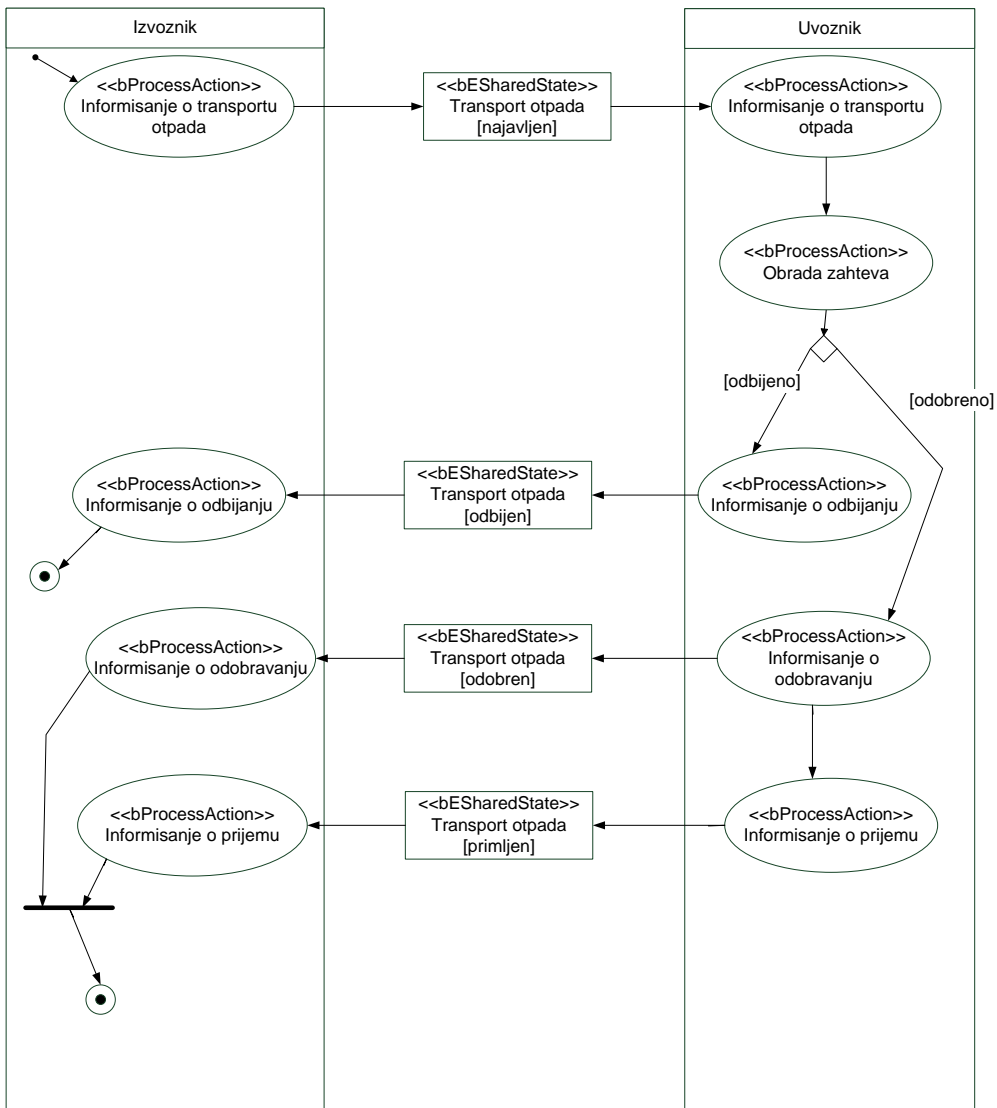 Izvoznik
Uvoznik
<<bProcessAction>>
Informisanje o transportu
otpada
<<bESharedState>>
Transport otpada
[najavljen]
<<bProcessAction>>
Informisanje o transportu
otpada
<<bProcessAction>>
Obrada zahteva
[odbijeno]
[odobreno]
<<bProcessAction>>
Informisanje o odbijanju
<<bESharedState>>
Transport otpada
[odbijen]
<<bProcessAction>>
Informisanje o odbijanju
<<bProcessAction>>
Informisanje o odobravanju
<<bESharedState>>
Transport otpada
[odobren]
<<bProcessAction>>
Informisanje o
odobravanju
<<bProcessAction>>
Informisanje o prijemu
<<bESharedState>>
Transport otpada
[primljen]
<<bProcessAction>>
Informisanje o prijemu